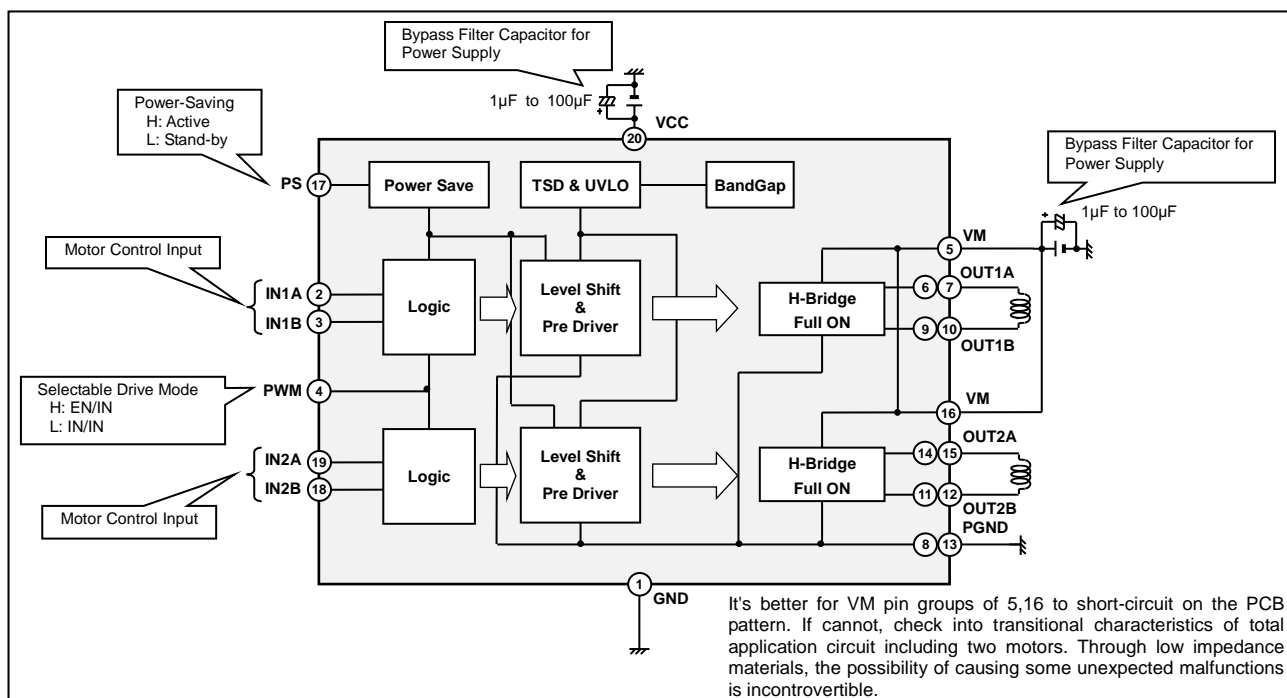 Bypass Filter Capacitor for
Power Supply
1µF to 100µF
VCC
20
Power-Saving
H: Active
L: Stand-by
Bypass Filter Capacitor for
Power Supply
1µF to 100µF
PS
17
Power Save
TSD & UVLO
BandGap
Motor Control Input
VM
5
IN1A
2
IN1B
3
Logic
Level Shift
&
Pre Driver
H-Bridge
Full ON
OUT1A
6
7
9
10
OUT1B
Selectable Drive Mode
H: EN/IN
L: IN/IN
PWM
4
VM
16
IN2A
19
IN2B
18
Logic
Level Shift
&
Pre Driver
H-Bridge
Full ON
OUT2A
14
15
11
12
OUT2B
Motor Control Input
PGND
8
13
1
GND
It's better for VM pin groups of 5,16 to short-circuit on the PCB
pattern. If cannot, check into transitional characteristics of total
application circuit including two motors. Through low impedance
materials, the possibility of causing some unexpected malfunctions
is incontrovertible.